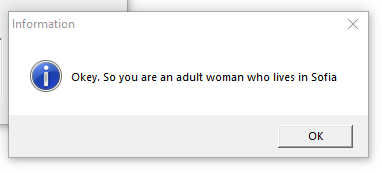 Information
Okey. So you are an adult woman who lives in Sofia
OK